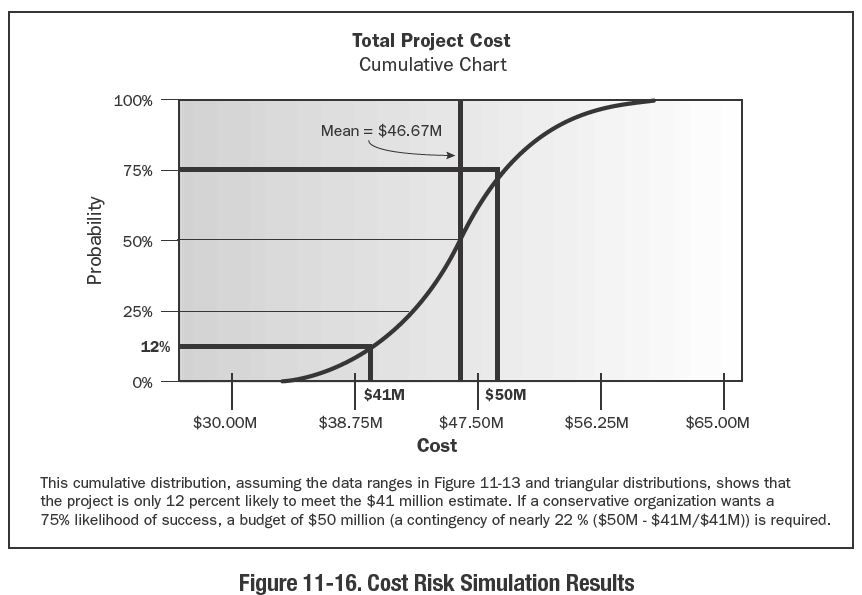 Total Project Cost
Cumulative Chart
100%
Mean = $46.67M
75%
Probability
50%
25%
12%
0%
$41M
$50M
$30.00M
$38.75M
$47.50M
$56.25M
$65.00M
Cost
This cumulative distribution, assuming the data ranges in Figure 11-13 and triangular distributions, shows that
the project is only 12 percent likely to meet the $41 million estimate. If a conservative organization wants a
75% likelihood of success, a budget of $50 million (a contingency of nearly 22 % ($50M - $41M/$41M)) is required.
Figure 11-16. Cost Risk Simulation Results